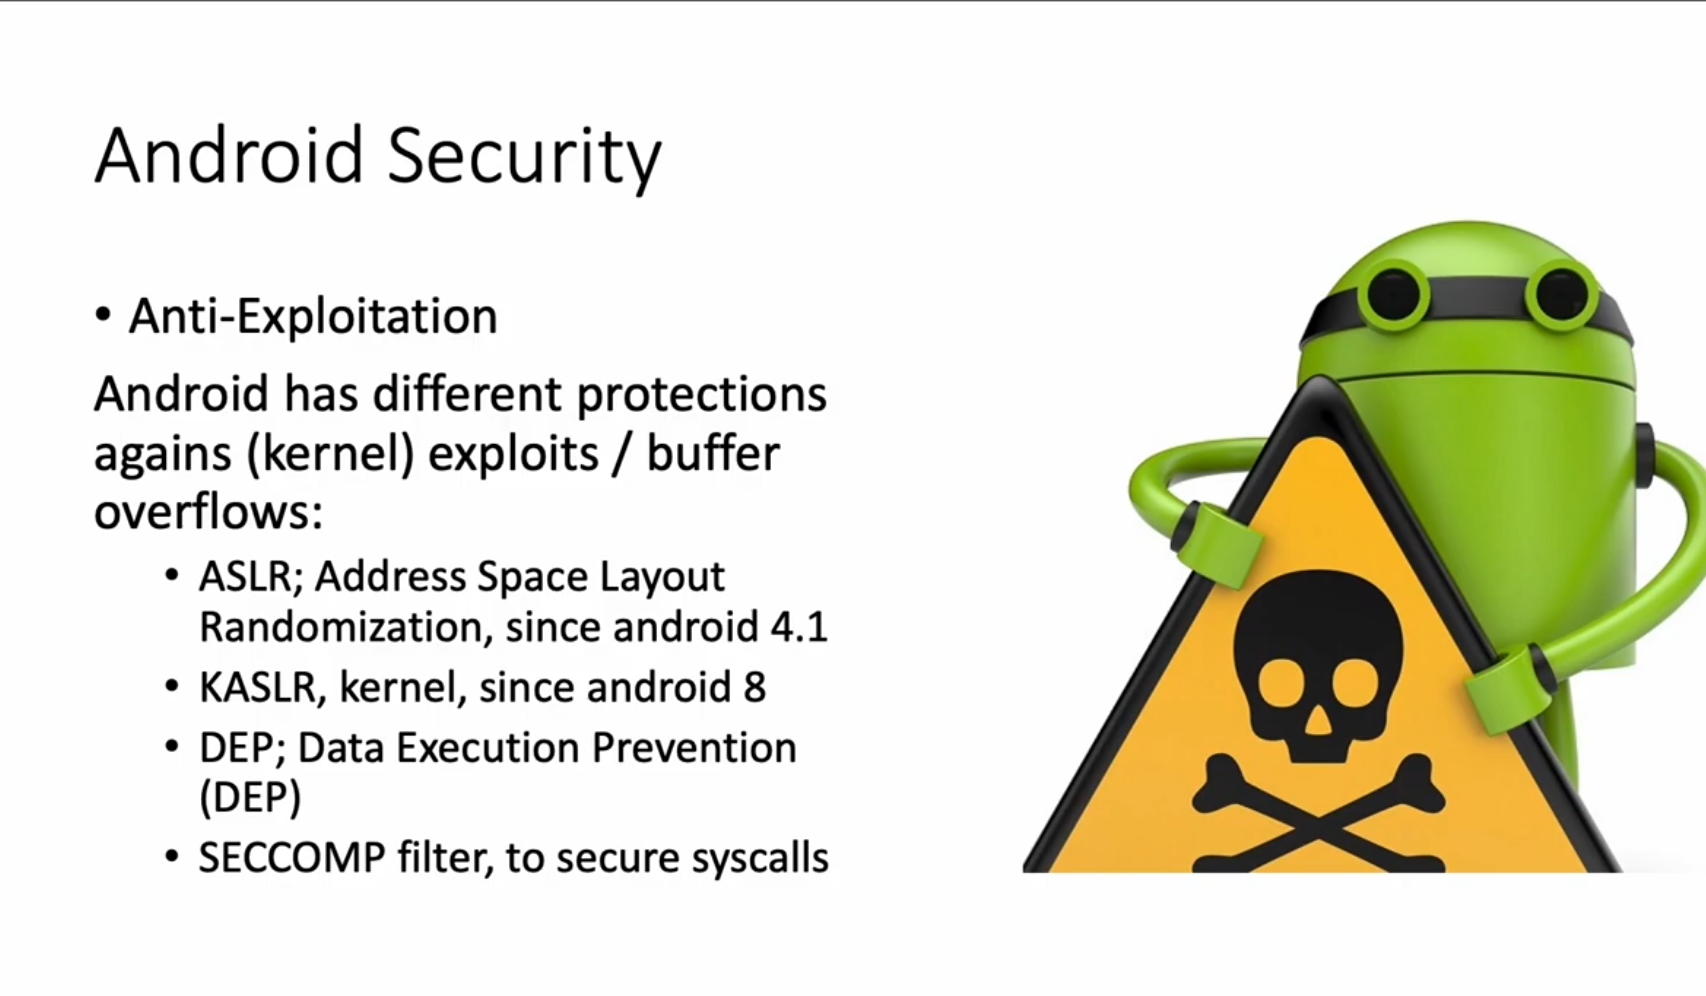 Android Security
• Anti-Exploitation
Android has different protections
agains (kernel) exploits / buffer
overflows:
• ASLR; Address Space Layout
Randomization, since android 4.1
• KASLR, kernel, since android 8
• DEP; Data Execution Prevention
(DEP)
• SECCOMP filter, to secure syscalls